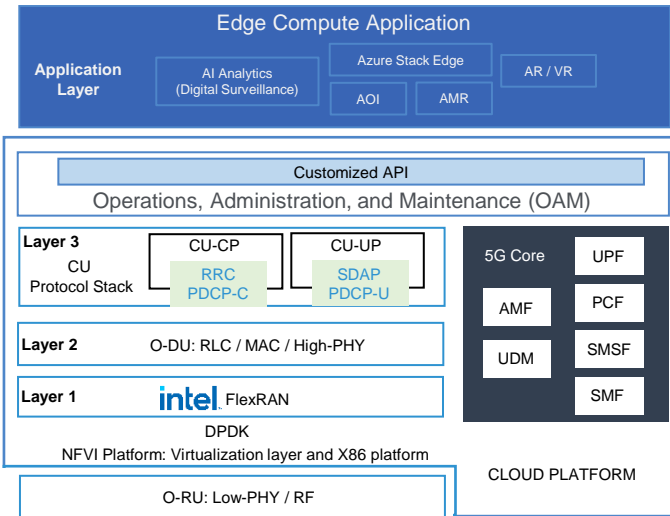 Edge Compute Application
Application
Layer
AI Analytics
(Digital Surveillance)
Azure Stack Edge
AOI
AMR
AR / VR
Customized API
Operations, Administration, and Maintenance (OAM)
Layer 3
CU
Protocol Stack
CU-CP
RRC
PDCP-C
CU-UP
SDAP
PDCP-U
Layer 2
O-DU: RLC / MAC / High-PHY
Layer 1
intel. FlexRAN
DPDK
NFVI Platform: Virtualization layer and X86 platform
O-RU: Low-PHY / RF
5G Core
UPF
AMF
PCF
UDM
SMSF
SMF
CLOUD PLATFORM